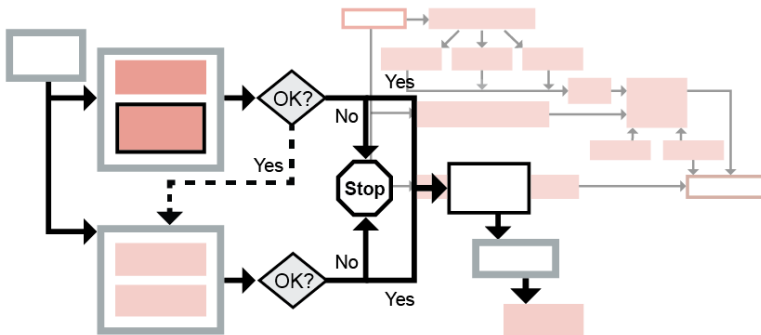 Yes
OK?
No
Yes
Stop
No
OK?
Yes